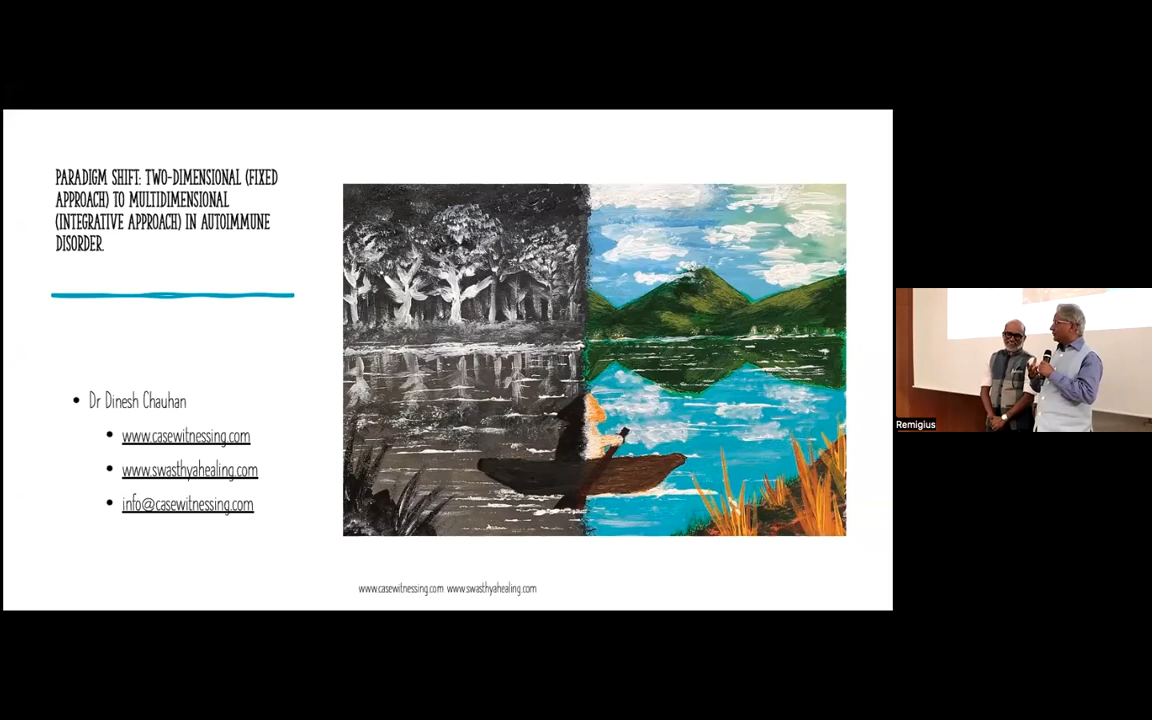 PARADIGM SHIFT: TWO-DIMENSIONAL (FIXED
APPROACH) TO MULTIDIMENSIONAL
(INTEGRATIVE APPROACH) IN AUTOIMMUNE
DISORDER.
Dr Dinesh Chauhan
www.casewitnessing.com
www.swasthyahealing.com
info@casewitnessing.com
www.casewitnessing.com www.swasthyahealing.com
Remigius